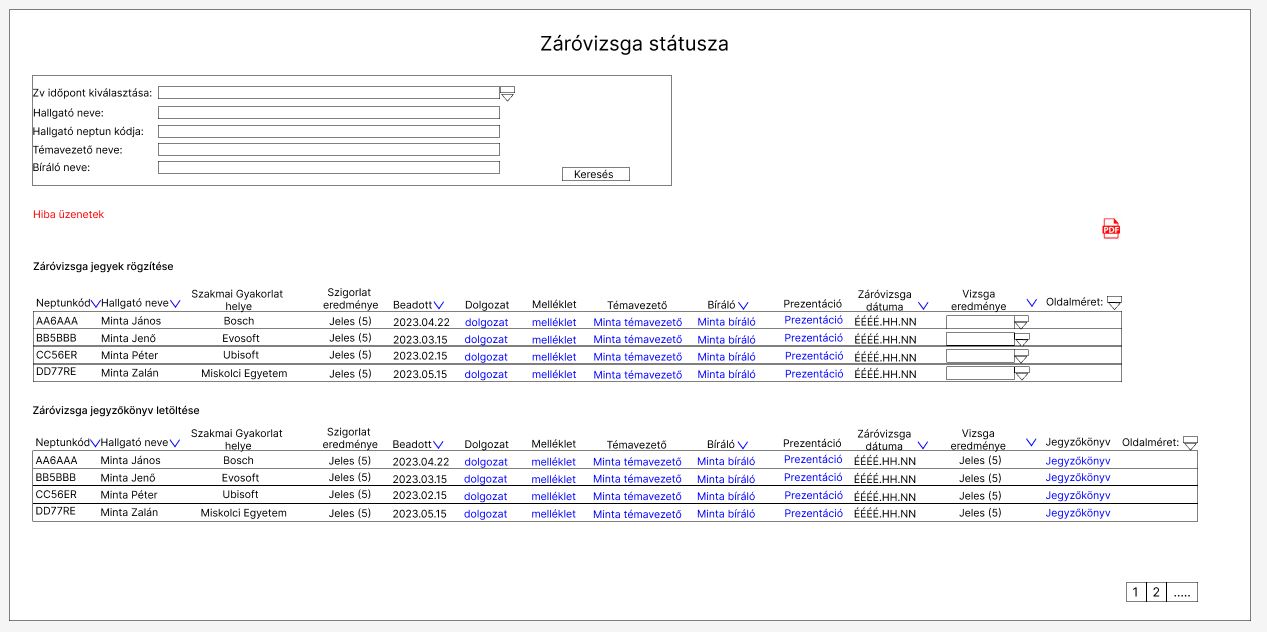 Záróvizsga státusza
Zv időpont kiválasztása:
Hallgató neve:
Hallgató neptun kódja:
Témavezető neve:
Bíráló neve:
Keresés
Hiba üzenetek
PDF
Záróvizsga jegyek rögzítése
Neptunkód Hallgató neve Szakmai Gyakorlat helye Szigorlat eredménye Beadott Dolgozat Melléklet Témavezető Bíráló Prezentáció Záróvizsga dátuma Vizsga eredménye Oldalméret:
AA6AAA Minta János Bosch Jeles (5) 2023.04.22 dolgozat melléklet Minta témavezető Minta bíráló Prezentáció ÉÉÉÉ.HH.NN
BB5BBB Minta Jenő Evosoft Jeles (5) 2023.03.15 dolgozat melléklet Minta témavezető Minta bíráló Prezentáció ÉÉÉÉ.HH.NN
CC56ER Minta Péter Ubisoft Jeles (5) 2023.02.15 dolgozat melléklet Minta témavezető Minta bíráló Prezentáció ÉÉÉÉ.HH.NN
DD77RE Minta Zalán Miskolci Egyetem Jeles (5) 2023.05.15 dolgozat melléklet Minta témavezető Minta bíráló Prezentáció ÉÉÉÉ.HH.NN
Záróvizsga jegyzőkönyv letöltése
Neptunkód Hallgató neve Szakmai Gyakorlat helye Szigorlat eredménye Beadott Dolgozat Melléklet Témavezető Bíráló Prezentáció Záróvizsga dátuma Vizsga eredménye Jegyzőkönyv Oldalméret:
AA6AAA Minta János Bosch Jeles (5) 2023.04.22 dolgozat melléklet Minta témavezető Minta bíráló Prezentáció ÉÉÉÉ.HH.NN Jeles (5) Jegyzőkönyv
BB5BBB Minta Jenő Evosoft Jeles (5) 2023.03.15 dolgozat melléklet Minta témavezető Minta bíráló Prezentáció ÉÉÉÉ.HH.NN Jeles (5) Jegyzőkönyv
CC56ER Minta Péter Ubisoft Jeles (5) 2023.02.15 dolgozat melléklet Minta témavezető Minta bíráló Prezentáció ÉÉÉÉ.HH.NN Jeles (5) Jegyzőkönyv
DD77RE Minta Zalán Miskolci Egyetem Jeles (5) 2023.05.15 dolgozat melléklet Minta témavezető Minta bíráló Prezentáció ÉÉÉÉ.HH.NN Jeles (5) Jegyzőkönyv
1 2 .....